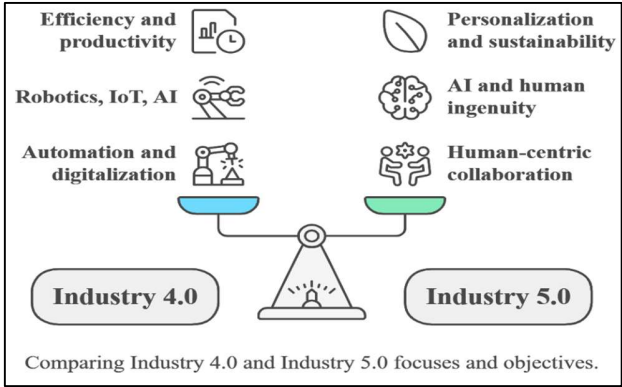 Efficiency and
productivity
Personalization
and sustainability
Robotics, IoT, AI
AI and human
ingenuity
Automation and
digitalization
Human-centric
collaboration
Industry 4.0
Industry 5.0
Comparing Industry 4.0 and Industry 5.0 focuses and objectives.